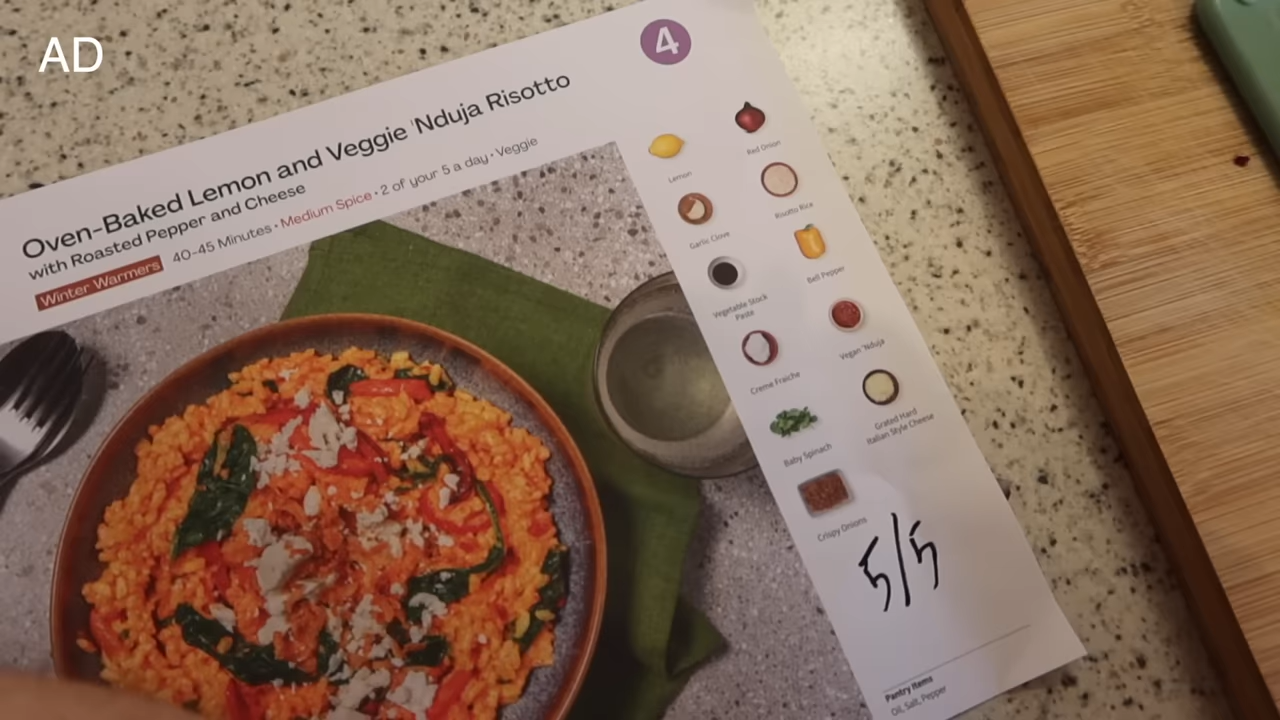 AD
4
Oven-Baked Lemon and Veggie 'Nduja Risotto
with Roasted Pepper and Cheese
Winter Warmers 40-45 Minutes • Medium Spice • 2 of your 5 a day • Veggie
Lemon
Red Onion
Garlic Clove
Risotto Rice
Vegetable Stock
Paste
Bell Pepper
Creme Fraiche
Vegan 'Nduja
Baby Spinach
Grated Hard
Italian Style Cheese
Crispy Onions
5/5
Pantry Items
Oil, Salt, Pepper